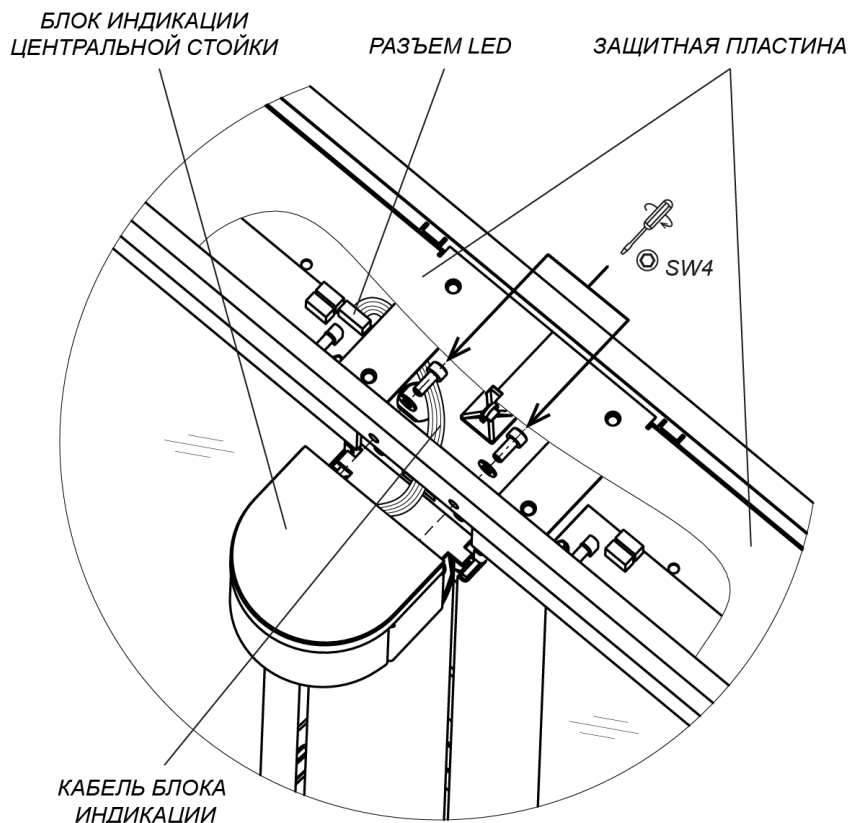 БЛОК ИНДИКАЦИИ
ЦЕНТРАЛЬНОЙ СТОЙКИ
РАЗЪЕМ LED
ЗАЩИТНАЯ ПЛАСТИНА
SW4
КАБЕЛЬ БЛОКА
ИНДИКАЦИИ